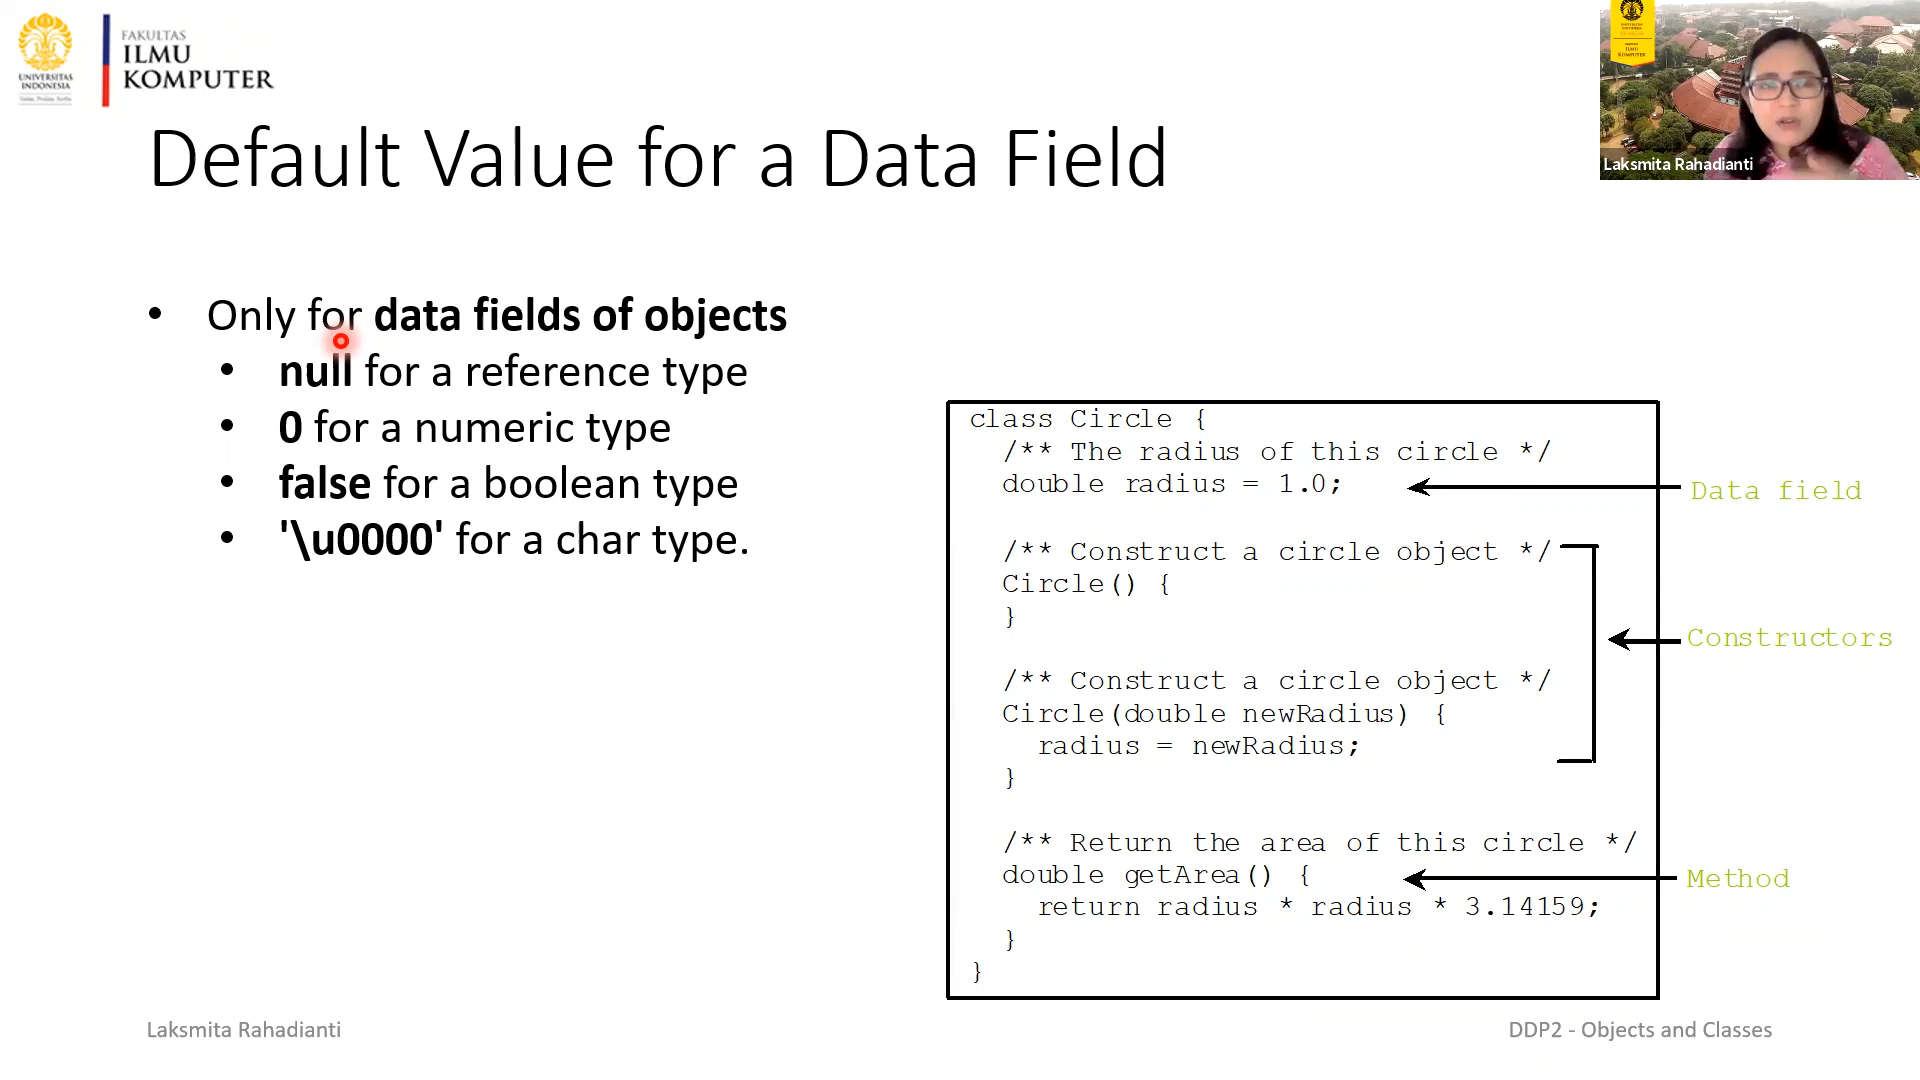 UNIVERSITAS
INDONESIA
FAKULTAS
ILMU
KOMPUTER
Laksmita Rahadianti
Default Value for a Data Field
• Only for data fields of objects
• null for a reference type
• 0 for a numeric type
• false for a boolean type
• '\u0000' for a char type.
class Circle {
/** The radius of this circle */
double radius = 1.0;
Data field
/** Construct a circle object */
Circle() {
}
Constructors
/** Construct a circle object */
Circle(double newRadius) {
radius = newRadius;
}
/** Return the area of this circle */
double getArea() {
Method
return radius * radius * 3.14159;
}
}
Laksmita Rahadianti
DDP2 - Objects and Classes